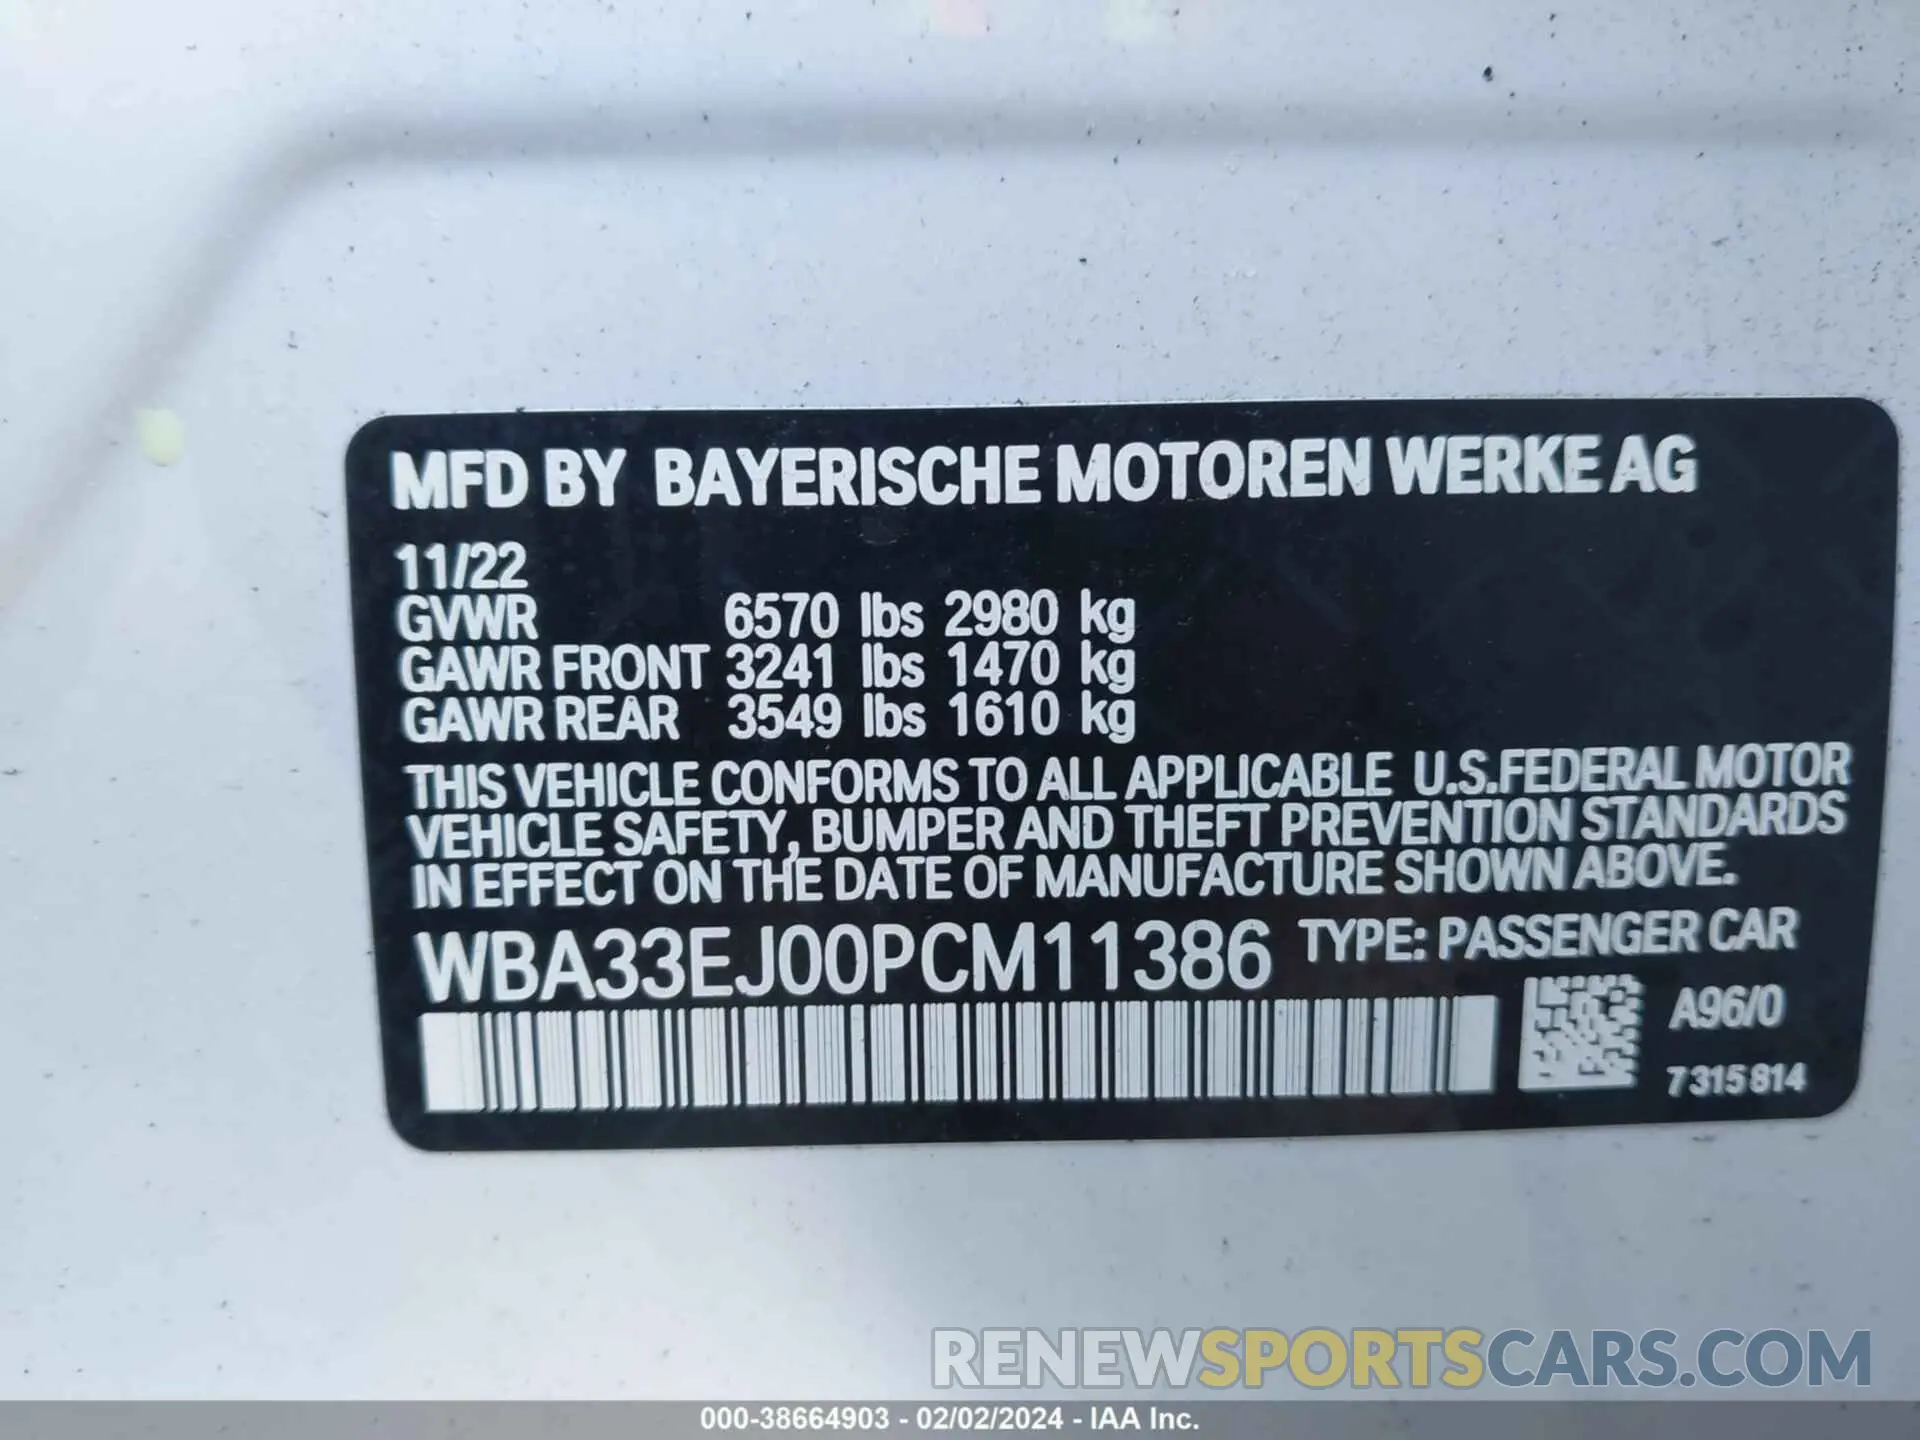 MFD BY BAYERISCHE MOTOREN WERKE AG
11/22
GVWR 6570 lbs 2980 kg
GAWR FRONT 3241 lbs 1470 kg
GAWR REAR 3549 lbs 1610 kg
THIS VEHICLE CONFORMS TO ALL APPLICABLE U.S.FEDERAL MOTOR
VEHICLE SAFETY, BUMPER AND THEFT PREVENTION STANDARDS
IN EFFECT ON THE DATE OF MANUFACTURE SHOWN ABOVE.
WBA33EJ00PCM11386 TYPE: PASSENGER CAR
A96/0
7315814
RENEWSPORTSCARS.COM
000-38664903 - 02/02/2024 - IAA Inc.